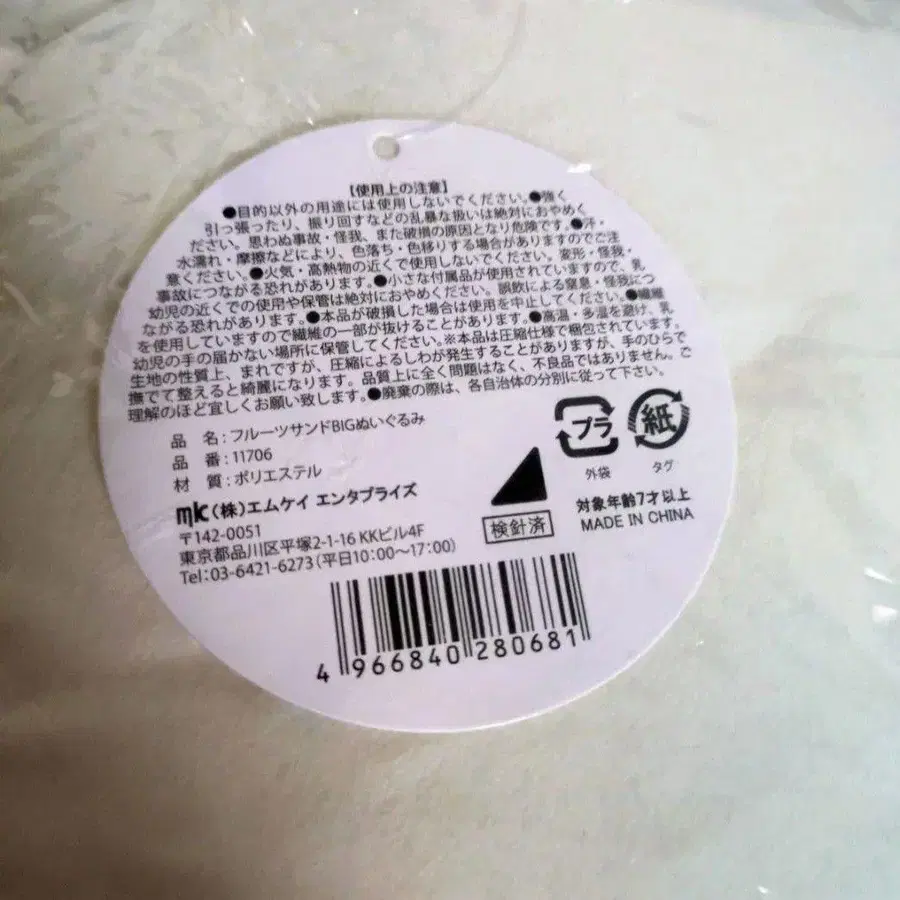 【使用上の注意】
●目的以外の用途には使用しないでください。●強く
引っ張ったり、振り回すなどの乱暴な扱いは絶対におやめく
ださい。思わぬ事故・怪我、また破損の原因となり危険です。●汗・
水濡れ・摩擦などにより、色落ち・色移りする場合がありますのでご注
意ください。●火気・高熱物の近くで使用しないでください。変形・怪我・
事故につながる恐れがあります。●小さな付属品が使用されていますので、乳
幼児の近くでの使用や保管は絶対におやめください。誤飲による窒息・怪我につ
ながる恐れがあります。●本品が破損した場合は使用を中止してください。●繊維
を使用していますので繊維の一部が抜けることがあります。●高温・多湿を避け、乳
幼児の手の届かない場所に保管してください。※本品は圧縮仕様で梱包されています。
生地の性質上、まれですが、圧縮によるしわが発生することがありますが、手のひらで
撫でて整えると綺麗になります。品質上に全く問題はなく、不良品ではありません。ご
理解のほど宜しくお願い致します。●廃棄の際は、各自治体の分別に従って下さい。
品 名:フルーツサンドBIGぬいぐるみ
品 番:11706
材 質:ポリエステル
mk(株)エムケイ エンタプライズ
〒142-0051
東京都品川区平塚2-1-16 KKビル4F
Tel:03-6421-6273(平日10:00〜17:00)
検針済
プラ
外袋
紙
タグ
対象年齢7才以上
MADE IN CHINA
4 966840 280681